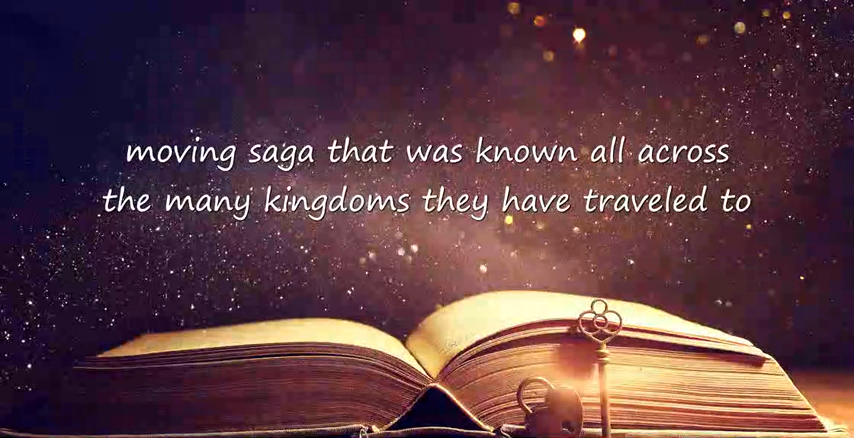 moving saga that was known all across
the many kingdoms they have traveled to